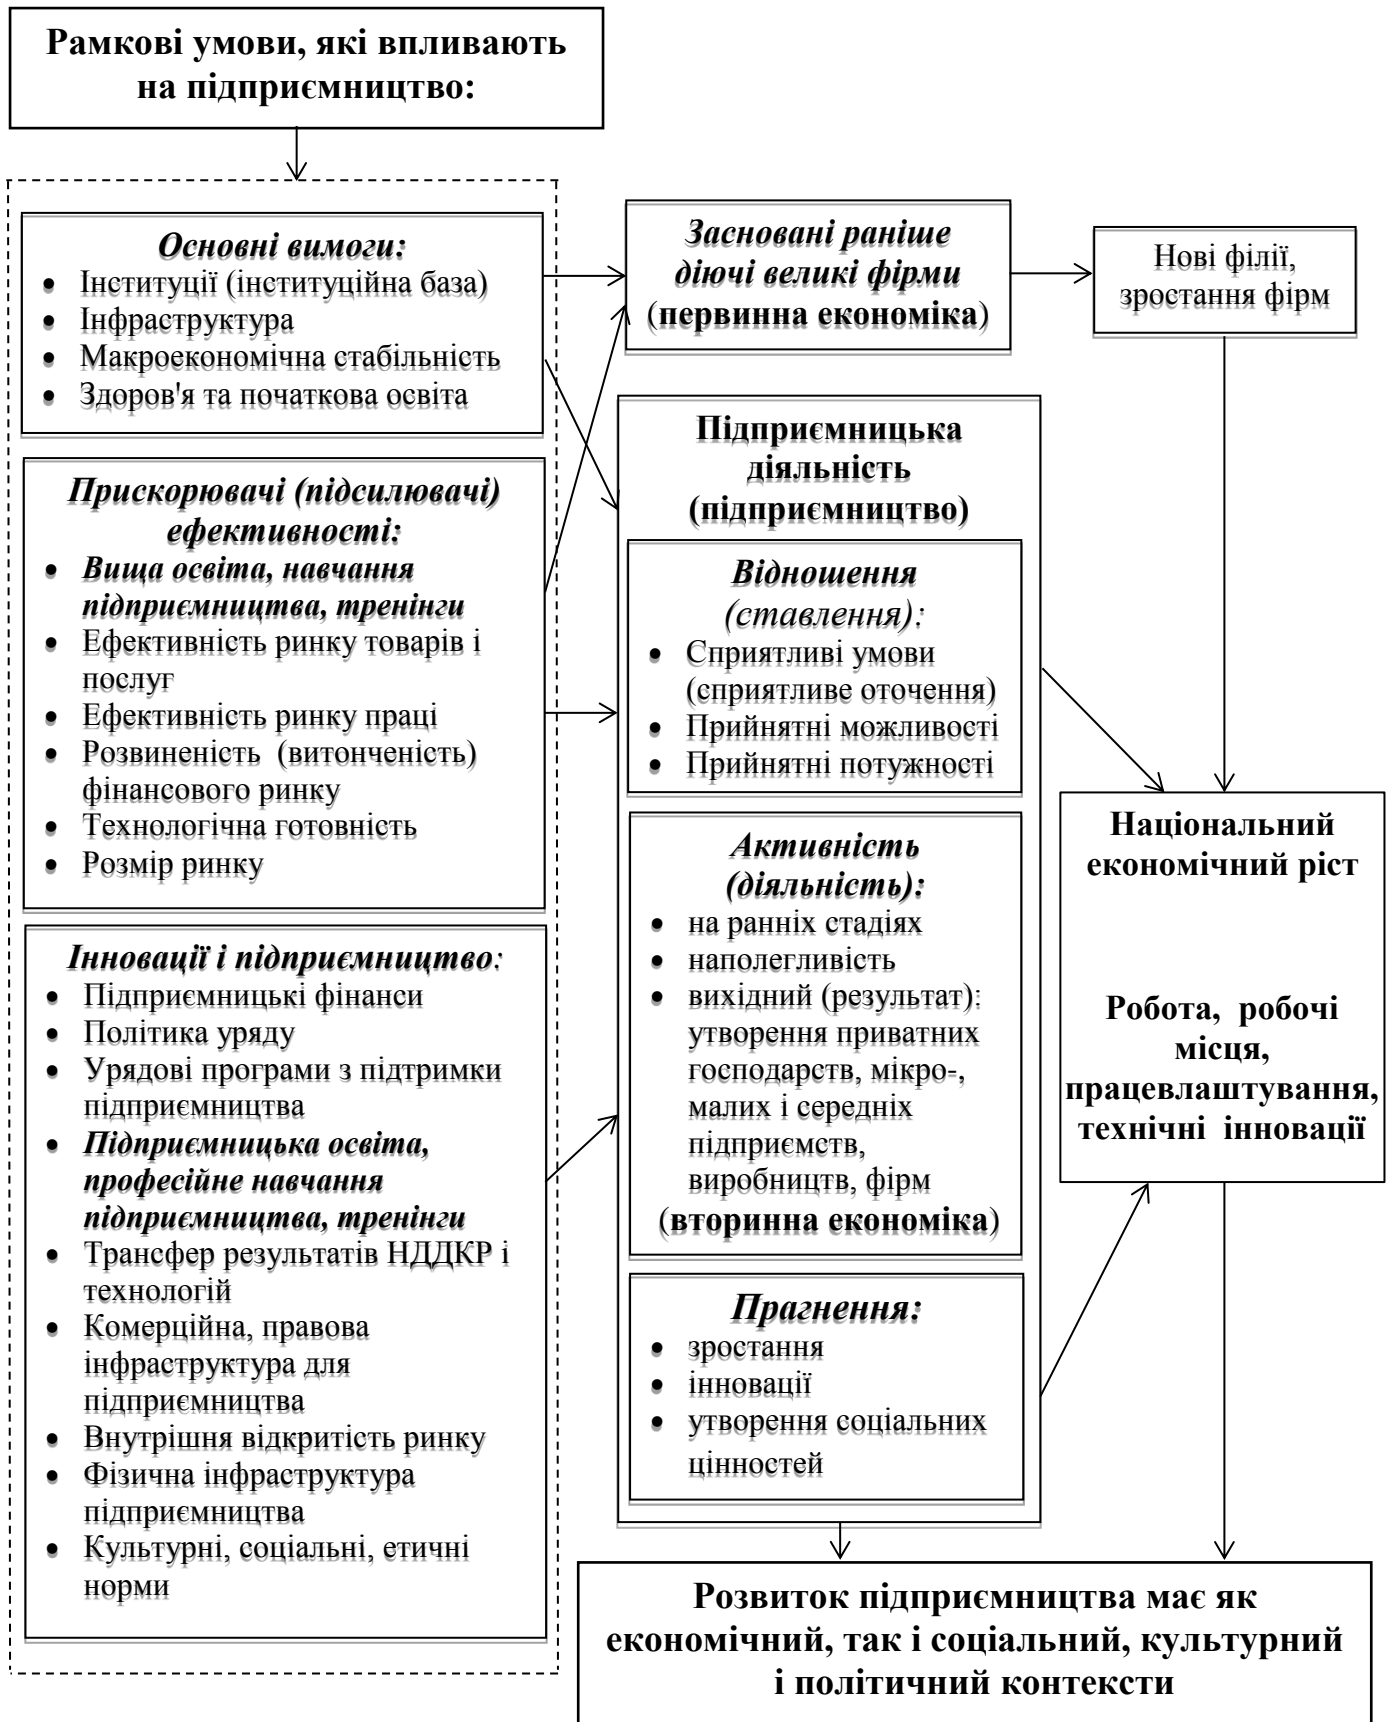 Рамкові умови, які впливають
на підприємництво:
Основні вимоги:
• Інституції (інституційна база)
• Інфраструктура
• Макроекономічна стабільність
• Здоров'я та початкова освіта
Прискорювачі (підсилювачі)
ефективності:
• Вища освіта, навчання
підприємництва, тренінги
• Ефективність ринку товарів і
послуг
• Ефективність ринку праці
• Розвиненість (витонченість)
фінансового ринку
• Технологічна готовність
• Розмір ринку
Інновації і підприємництво:
• Підприємницькі фінанси
• Політика уряду
• Урядові програми з підтримки
підприємництва
• Підприємницька освіта,
професійне навчання
підприємництва, тренінги
• Трансфер результатів НДДКР і
технологій
• Комерційна, правова
інфраструктура для
підприємництва
• Внутрішня відкритість ринку
• Фізична інфраструктура
підприємництва
• Культурні, соціальні, етичні
норми
Засновані раніше
діючі великі фірми
(первинна економіка)
Нові філії,
зростання фірм
Підприємницька
діяльність
(підприємництво)
Відношення
(ставлення):
• Сприятливі умови
(сприятливе оточення)
• Прийнятні можливості
• Прийнятні потужності
Активність
(діяльність):
• на ранніх стадіях
• наполегливість
• вихідний (результат):
утворення приватних
господарств, мікро-,
малих і середніх
підприємств,
виробництв, фірм
(вторинна економіка)
Прагнення:
• зростання
• інновації
• утворення соціальних
цінностей
Національний
економічний ріст
Робота, робочі
місця,
працевлаштування,
технічні інновації
Розвиток підприємництва має як
економічний, так і соціальний, культурний
і політичний контексти